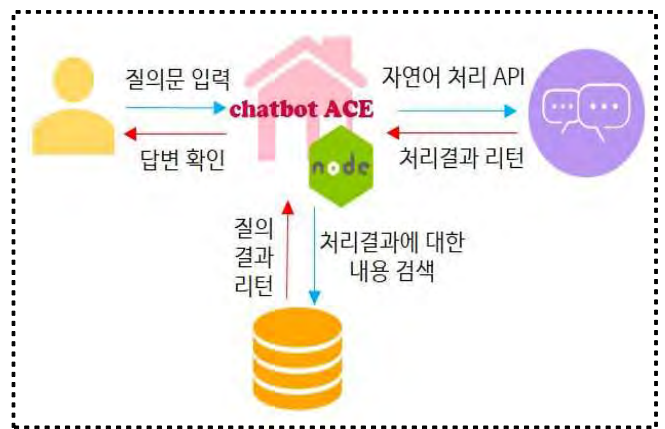 질의문 입력
chatbot ACE
답변 확인
자연어 처리 API
처리결과 리턴
node
질의
결과
리턴
처리결과에 대한
내용 검색